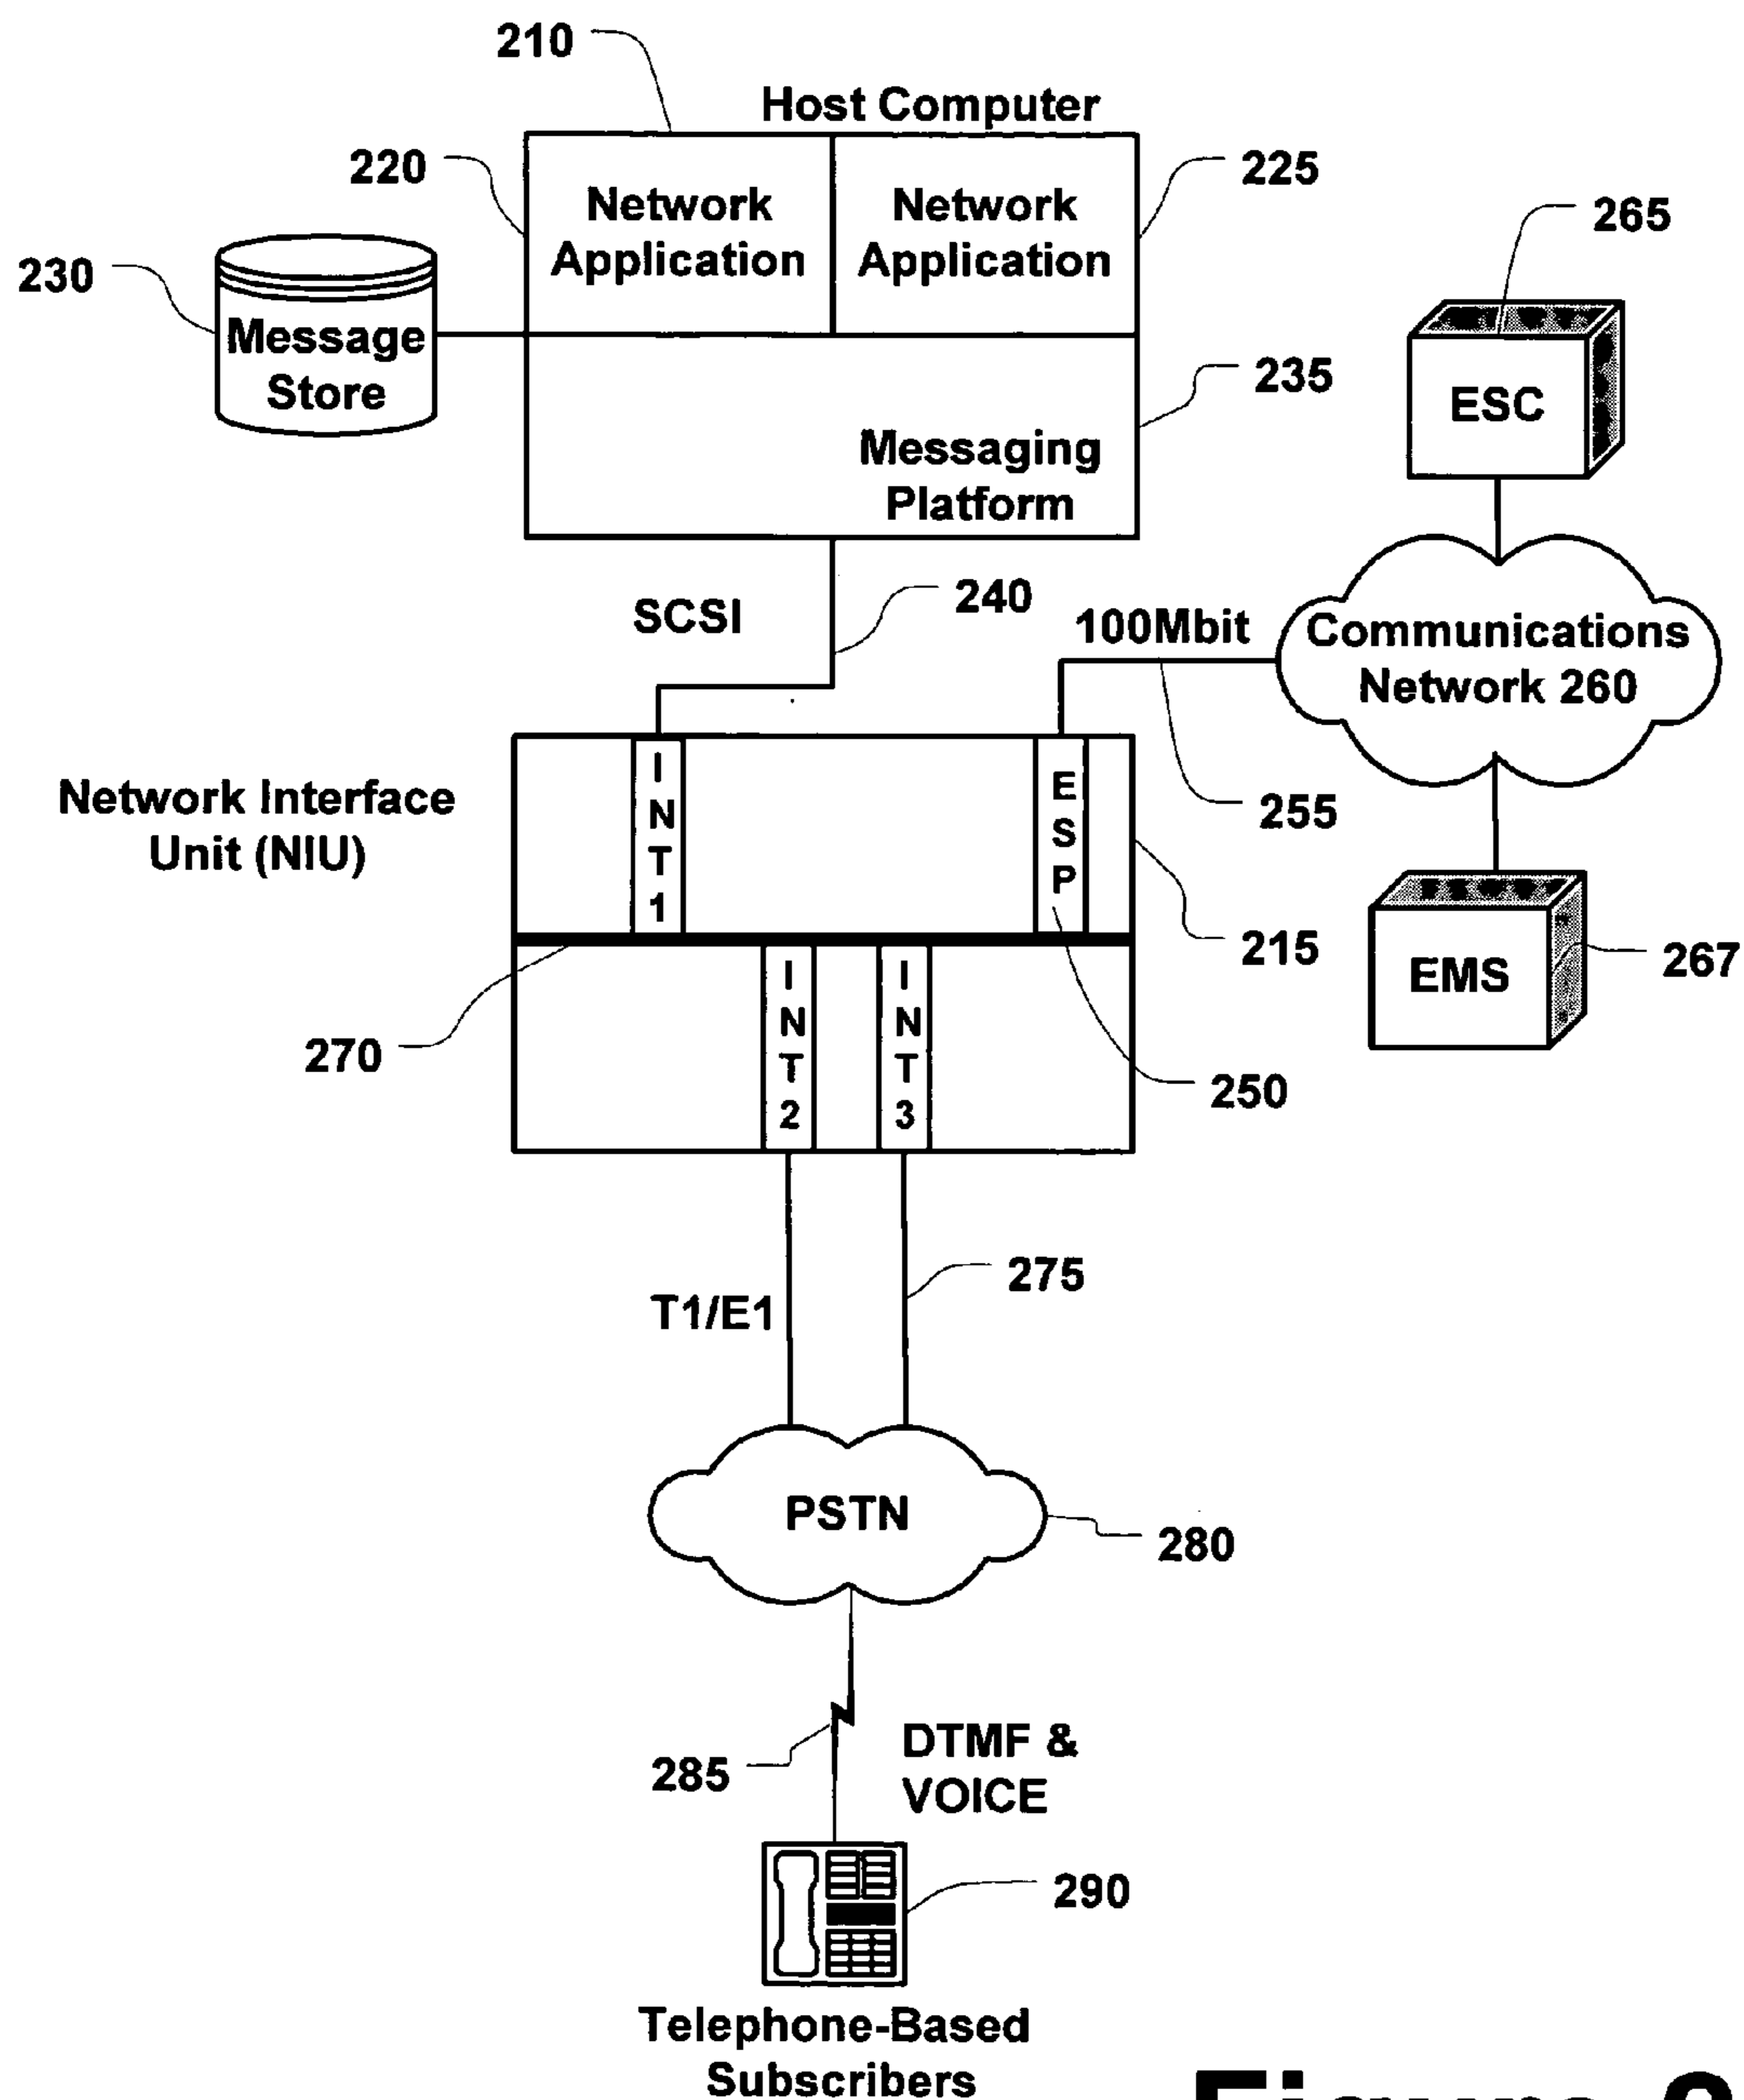 210
Host Computer
220
Network
Application
Network
Application
225
265
230
Message
Store
ESC
235
Messaging
Platform
SCSI
240
100Mbit
Communications
Network 260
Network Interface
Unit (NIU)
INT1
ESP
255
215
EMS
267
270
INT2
INT3
250
T1/E1
275
PSTN
280
285
DTMF &
VOICE
290
Telephone-Based
Subscribers